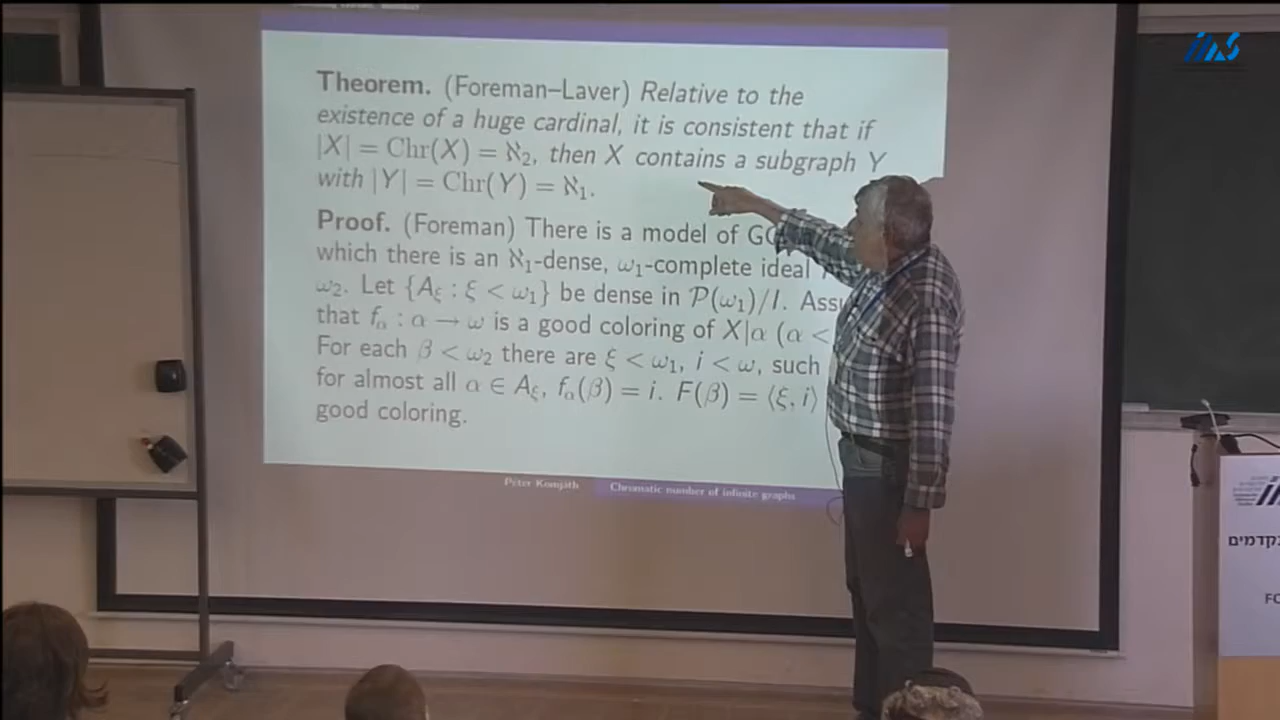 Theorem. (Foreman–Laver) Relative to the
existence of a huge cardinal, it is consistent that if
|X| = Chr(X) = ℵ₂, then X contains a subgraph Y
with |Y| = Chr(Y) = ℵ₁.
Proof. (Foreman) There is a model of
which there is an ℵ₁-dense, ω₁-complete ideal
ω₂. Let {A_ξ : ξ < ω₁} be dense in P(ω₁)/I.
that f_α : α → ω is a good coloring of X|α (α <
For each β < ω₂ there are ξ < ω₁, i < ω, such
for almost all α ∈ A_ξ, f_α(β) = i. F(β) = ⟨ξ, i⟩
good coloring.
Peter Komjáth Chromatic number of infinite graphs